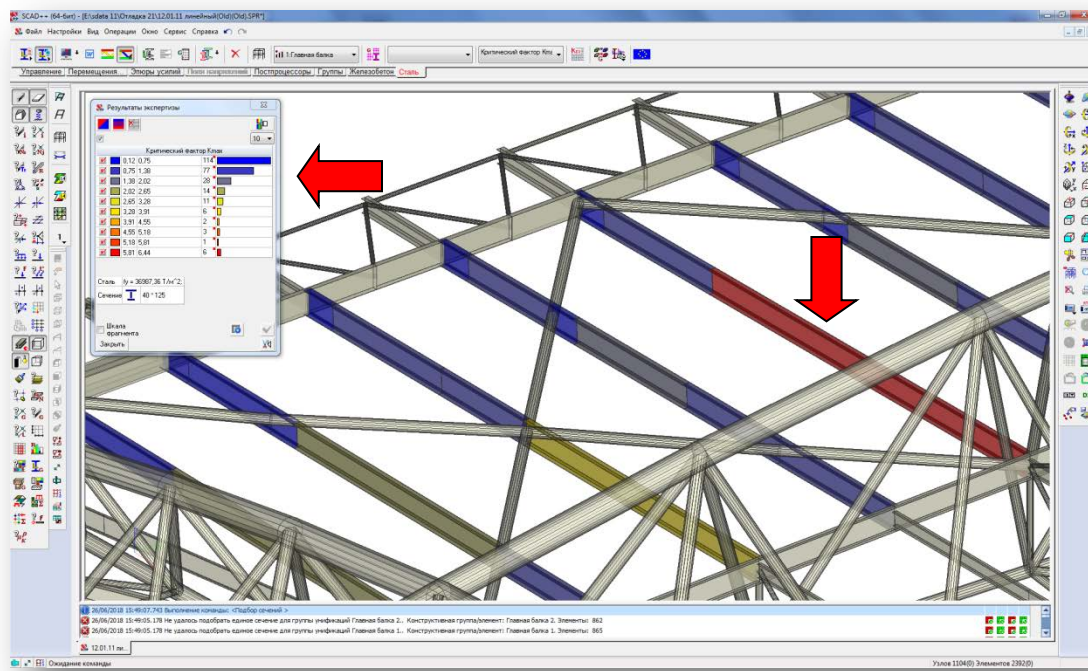 SCAD++ (64-бит) - [E:\sdata 11\Отладка 21\12.01.11 линейный(Old)(Old).SPR*]
Файл Настройки Вид Операции Окно Сервис Справка
1:Главная балка
Критический Фактор Kma
Управление Перемещения... Эпюры усилий Поля напряжений Постпроцессоры Группы Железобетон Сталь
Результаты экспертизы
10
Критический Фактор Kmax
0,12 0,75 114
0,75 1,38 77
1,38 2,02 28
2,02 2,65 14
2,65 3,28 11
3,28 3,91 6
3,91 4,55 2
4,55 5,18 3
5,18 5,81 1
5,81 6,44 6
Сталь Ry = 36987,36 Т/м^2;
Сечение 40 * 125
Шкала
фрагмента
Закрыть
26/06/2018 15:49:07.743 Выполнение команды: <Подбор сечений >
26/06/2018 15:49:05.178 Не удалось подобрать единое сечение для группы унификаций Главная балка 2.. Конструктивная группа/элемент: Главная балка 2. Элементы: 862
26/06/2018 15:49:05.178 Не удалось подобрать единое сечение для группы унификаций Главная балка 1.. Конструктивная группа/элемент: Главная балка 1. Элементы: 865
12.01.11 ли...
Ожидание команды
Узлов 1104(0) Элементов 2392(0)